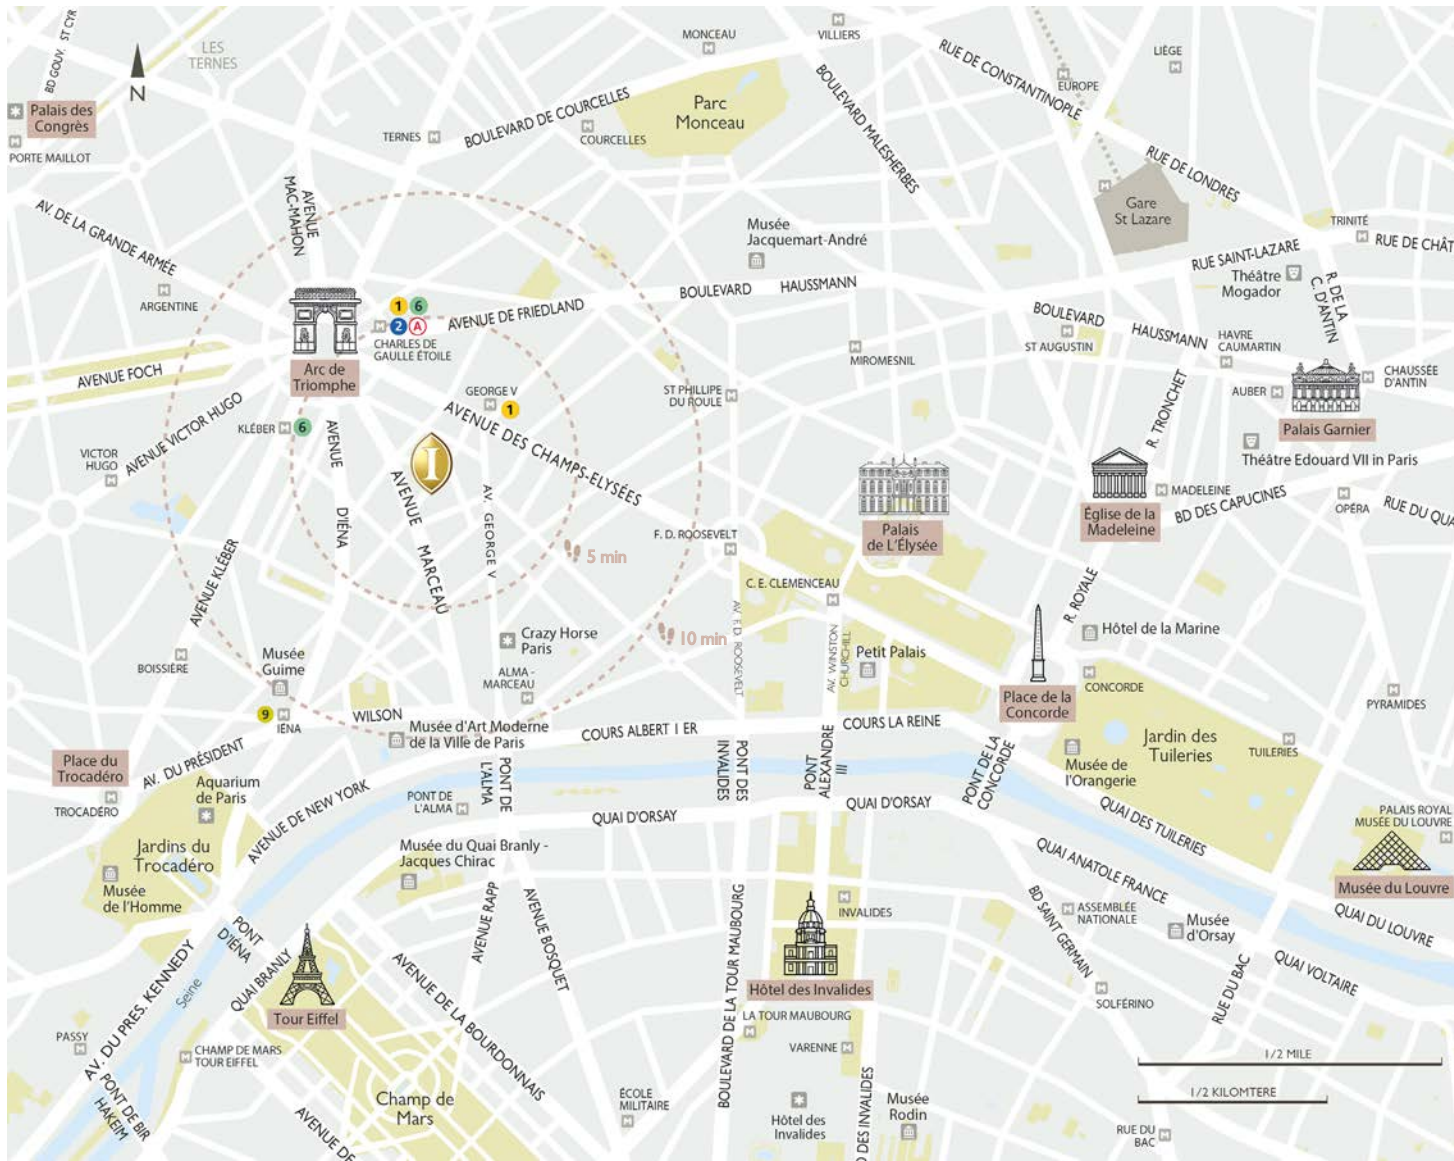 BD GOUV. ST CYR
LES
TERNES
N
Palais des
Congrès
PORTE MAILLOT
MONCEAU
VILLIERS
Parc
Monceau
BOULEVARD DE COURCELLES
TERNES
COURCELLES
BOULEVARD MALESHERBES
RUE DE CONSTANTINOPLE
EUROPE
LIÈGE
RUE DE LONDRES
Gare
St Lazare
TRINITÉ
RUE DE CHÂT
RUE SAINT-LAZARE
Théâtre
Mogador
R. DE LA
C. D'ANTIN
AV. DE LA GRANDE ARMÉE
AVENUE
MAC-MAHON
ARGENTINE
Musée
Jacquemart-André
BOULEVARD HAUSSMANN
1 6
2 A
CHARLES DE
GAULLE ÉTOILE
AVENUE DE FRIEDLAND
Arc de
Triomphe
AVENUE FOCH
MIROMESNIL
ST AUGUSTIN
BOULEVARD
HAUSSMANN
HAVRE
CAUMARTIN
AUBER
CHAUSSÉE
D'ANTIN
Palais Garnier
Théâtre Edouard VII in Paris
R. TRONCHET
GEORGE V
1
ST PHILLIPE
DU ROULE
AVENUE VICTOR HUGO
KLÉBER
6
VICTOR
HUGO
AVENUE
D'IÉNA
I
AVENUE
MARCEAU
AV. GEORGE V
AVENUE DES CHAMPS-ELYSÉES
Palais
de L'Élysée
Église de la
Madeleine
MADELEINE
BD DES CAPUCINES
OPÉRA
RUE DU QUA
F. D. ROOSEVELT
5 min
10 min
AVENUE KLÉBER
C. E. CLEMENCEAU
AV. F. D. ROOSEVELT
AV. WINSTON
CHURCHILL
Petit Palais
R. ROYALE
Hôtel de la Marine
CONCORDE
Place de la
Concorde
Crazy Horse
Paris
ALMA -
MARCEAU
BOISSIÈRE
Musée
Guime
9
IÉNA
WILSON
Musée d'Art Moderne
de la Ville de Paris
COURS ALBERT I ER
COURS LA REINE
PYRAMIDES
Jardin des
Tuileries
TUILERIES
Musée de
l'Orangerie
Place du
Trocadéro
TROCADÉRO
AV. DU PRÉSIDENT
Aquarium
de Paris
AVENUE DE NEW YORK
PONT DE
L'ALMA
PONT DE
L'ALMA
PONT DES
INVALIDES
PONT
ALEXANDRE
III
PONT DE LA
CONCORDE
QUAI D'ORSAY
QUAI D'ORSAY
QUAI DES TUILERIES
PALAIS ROYAL
MUSÉE DU LOUVRE
Musée du Louvre
Jardins du
Trocadéro
Musée
de l'Homme
Musée du Quai Branly -
Jacques Chirac
QUAI ANATOLE FRANCE
BD SAINT GERMAIN
ASSEMBLÉE
NATIONALE
Musée
d'Orsay
QUAI DU LOUVRE
QUAI VOLTAIRE
INVALIDES
Hôtel des Invalides
LA TOUR MAUBOURG
BOULEVARD DE LA TOUR MAUBOURG
AVENUE RAPP
AVENUE BOSQUET
PONT
D'IÉNA
QUAI BRANLY
Seine
AV. DU PRES. KENNEDY
Tour Eiffel
AVENUE DE LA BOURDONNAIS
SOLFÉRINO
RUE DU BAC
PASSY
CHAMP DE MARS
TOUR EIFFEL
PONT DE BIR
HAKEIM
Champ de
Mars
AVENUE DE
ÉCOLE
MILITAIRE
VARENNE
Hôtel des
Invalides
D DES INVALIDES
Musée
Rodin
1/2 MILE
1/2 KILOMTERE
RUE DU
BAC